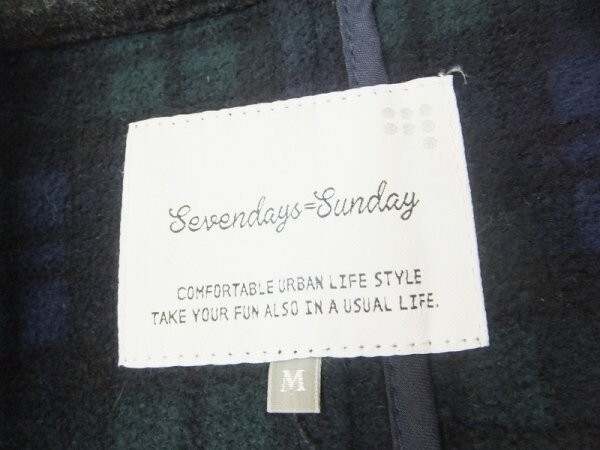 Sevendays=Sunday
COMFORTABLE URBAN LIFE STYLE
TAKE YOUR FUN ALSO IN A USUAL LIFE.
M